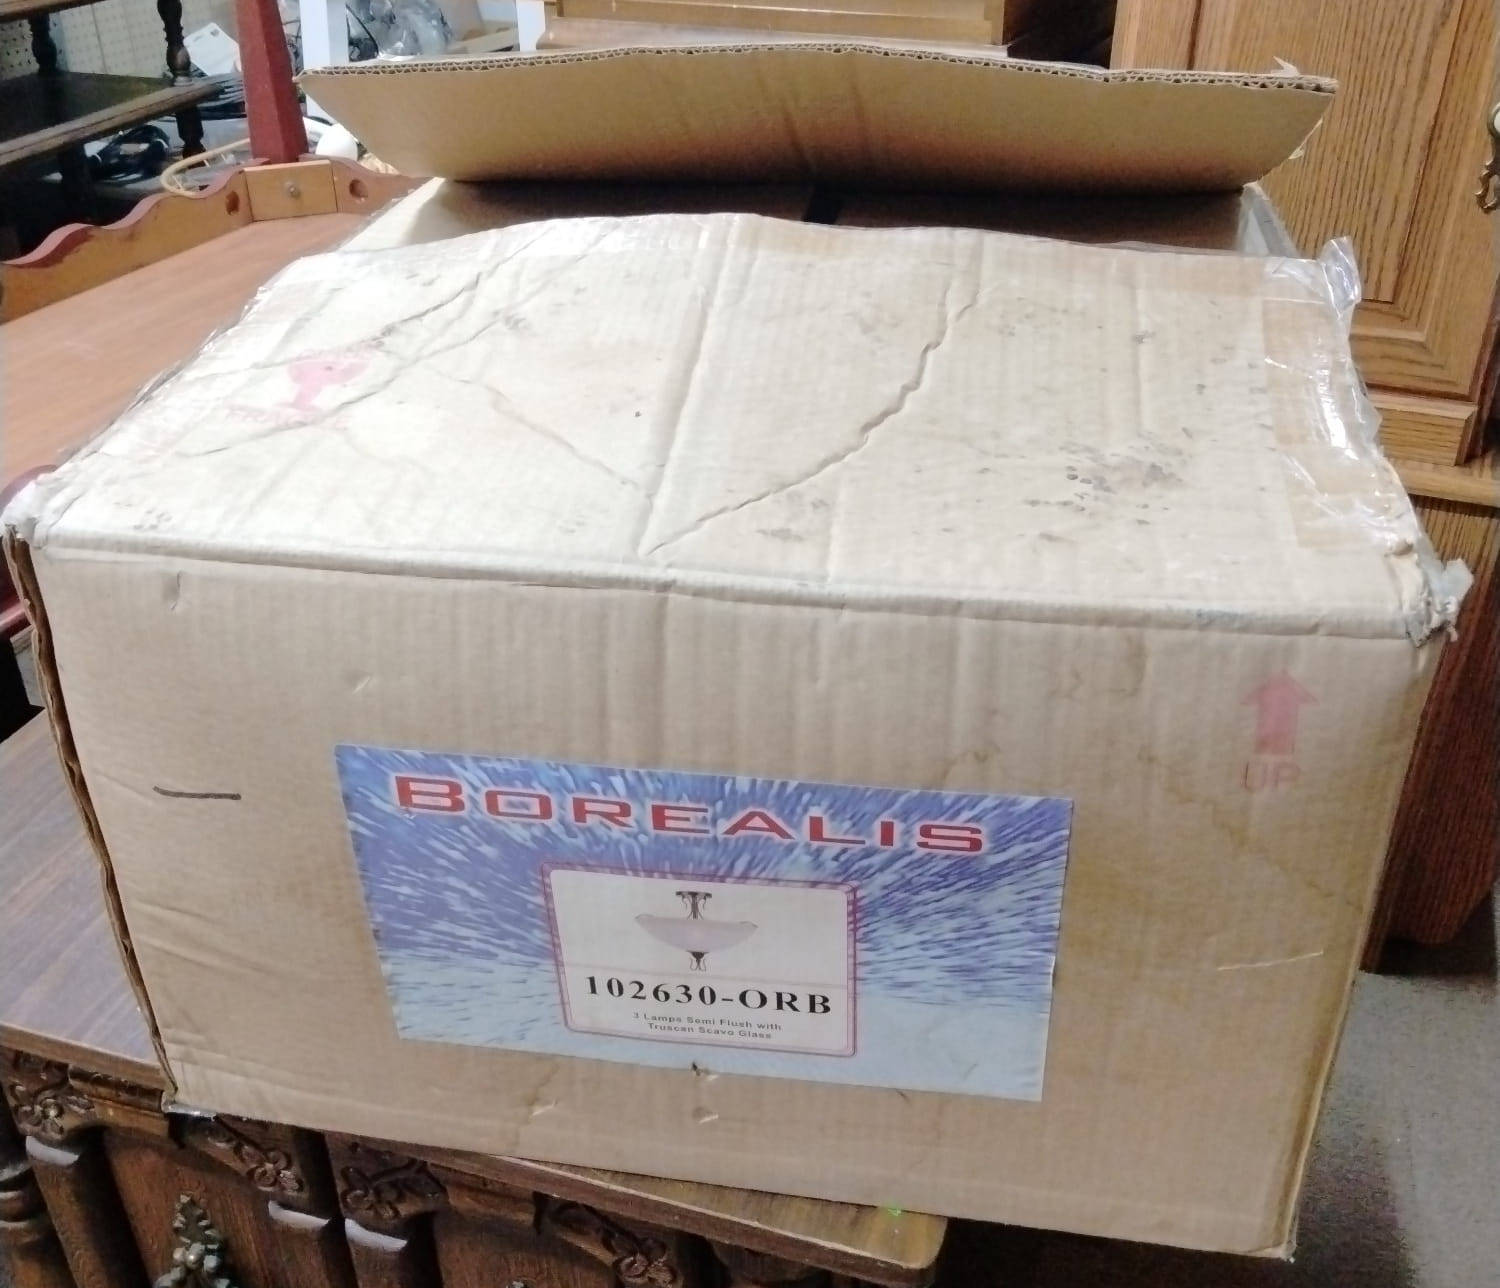 UP
BOREALIS
102630-ORB
3 Lamps Semi Flush with
Truscan Scavo Glass